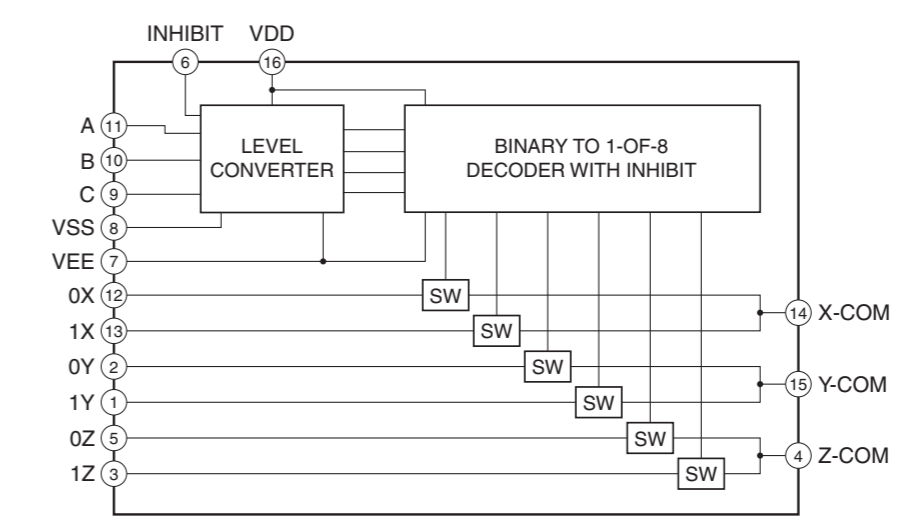 INHIBIT VDD
6 16
A 11
LEVEL
CONVERTER
BINARY TO 1-OF-8
DECODER WITH INHIBIT
B 10
C 9
VSS 8
VEE 7
0X 12 SW
14 X-COM
1X 13 SW
0Y 2 SW
15 Y-COM
1Y 1 SW
0Z 5 SW
4 Z-COM
1Z 3 SW